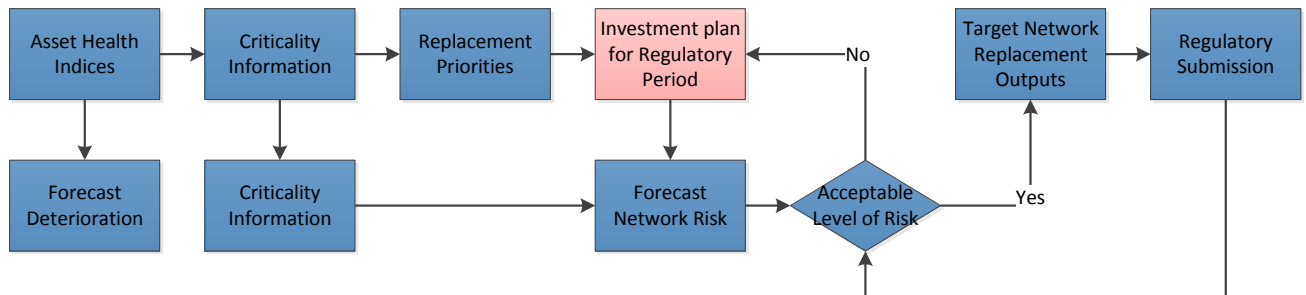 Asset Health
Indices
Criticality
Information
Replacement
Priorities
Investment plan
for Regulatory
Period
No
Target Network
Replacement
Outputs
Regulatory
Submission
Forecast
Deterioration
Criticality
Information
Forecast
Network Risk
Acceptable
Level of Risk
Yes